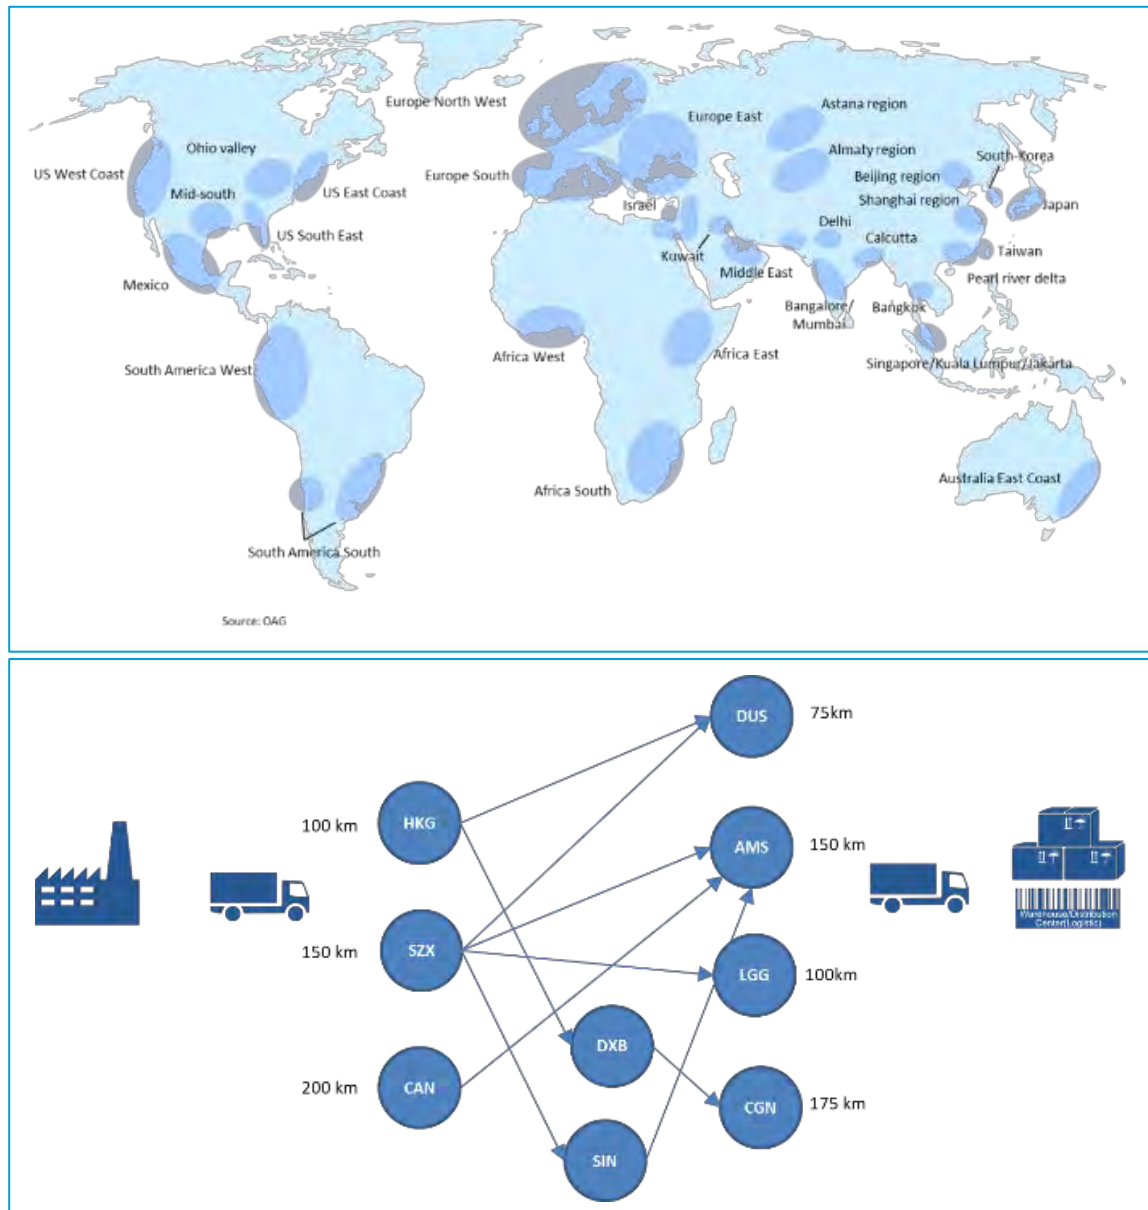 Europe North West
Astana region
Europe East
Ohio valley
Almaty region
South-Korea
US West Coast
Europe South
Beijing region
Mid-south
US East Coast
Shanghai region
Israel
Japan
Delhi
US South East
Calcutta
Kuwait
Taiwan
Middle East
Mexico
Pearl river delta
Bangalore/
Mumbai
Bangkok
Africa West
Africa East
South America West
Singapore/Kuala Lumpur/Jakarta
Australia East Coast
Africa South
South America South
Source: OAG
DUS
75km
100 km
HKG
AMS
150 km
Warehouse/Distribution
Center(Logistic)
150 km
SZX
LGG
100km
DXB
200 km
CAN
CGN
175 km
SIN